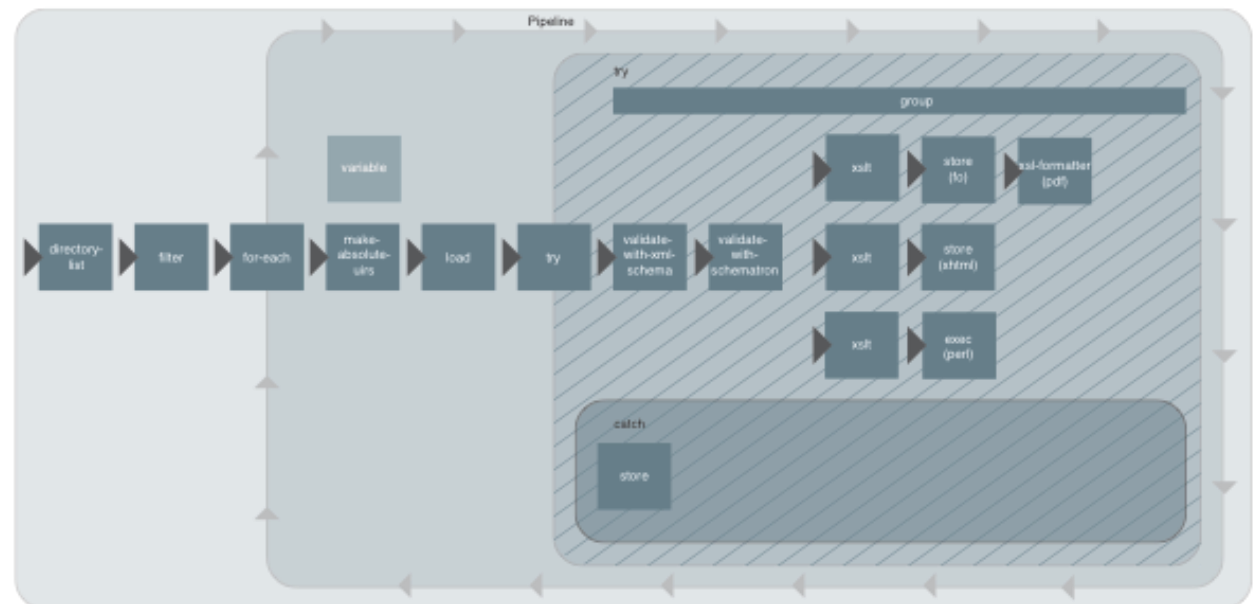 Pipeline
try
group
variable
xslt
store
(fo)
xsl-formatter
(pdf)
directory-
list
filter
for-each
make-
absolute-
uirs
load
try
validate-
with-xml-
schema
validate-
with-
schematron
xslt
store
(xhtml)
xslt
exec
(perl)
catch
store